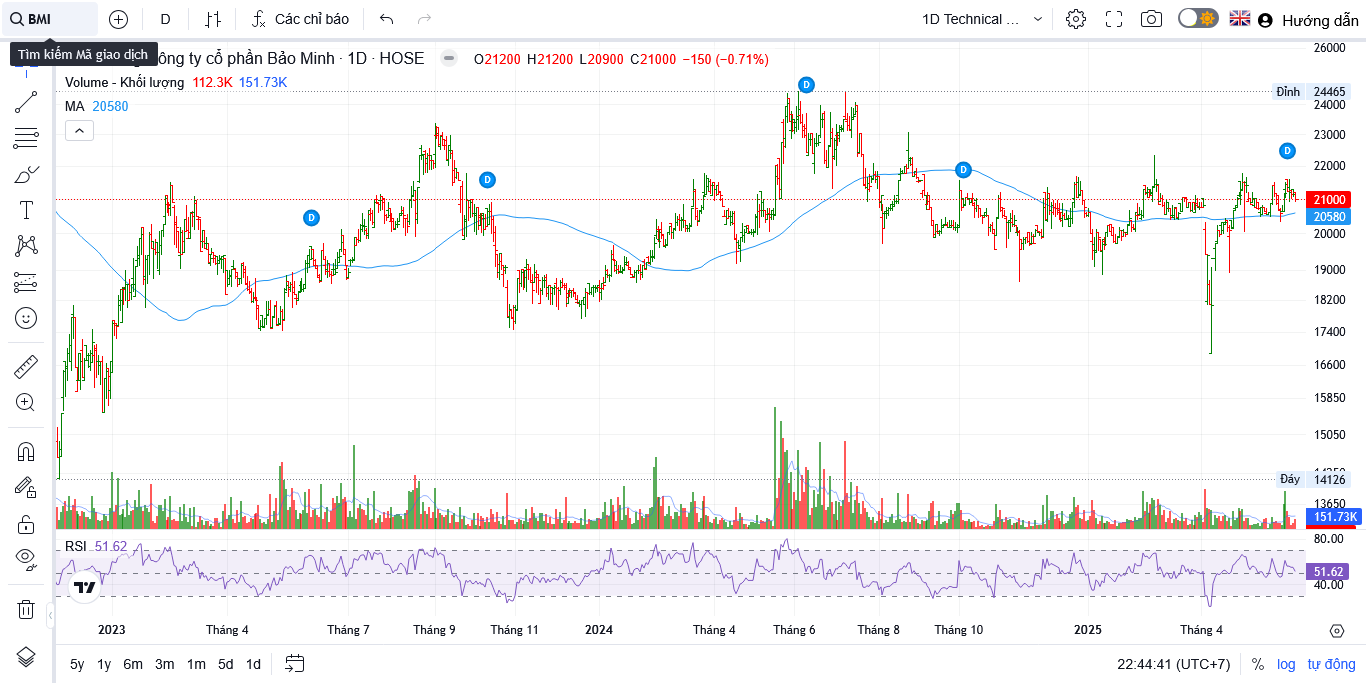 BMI
D
Các chỉ báo
1D Technical ...
Hướng dẫn
Tìm kiếm Mã giao dịch
ông ty cổ phần Bảo Minh · 1D · HOSE
O21200 H21200 L20900 C21000 −150 (−0.71%)
Volume - Khối lượng 112.3K 151.73K
MA 20580
D
D
D
D
D
26000
Đỉnh 24465
24000
23000
22000
21000
20580
20000
19000
18200
17400
16600
15850
15050
Đáy 14126
13650
151.73K
RSI 51.62
80.00
51.62
40.00
2023 Tháng 4 Tháng 7 Tháng 9 Tháng 11 2024 Tháng 4 Tháng 6 Tháng 8 Tháng 10 2025 Tháng 4
5y 1y 6m 3m 1m 5d 1d
22:44:41 (UTC+7) % log tự động